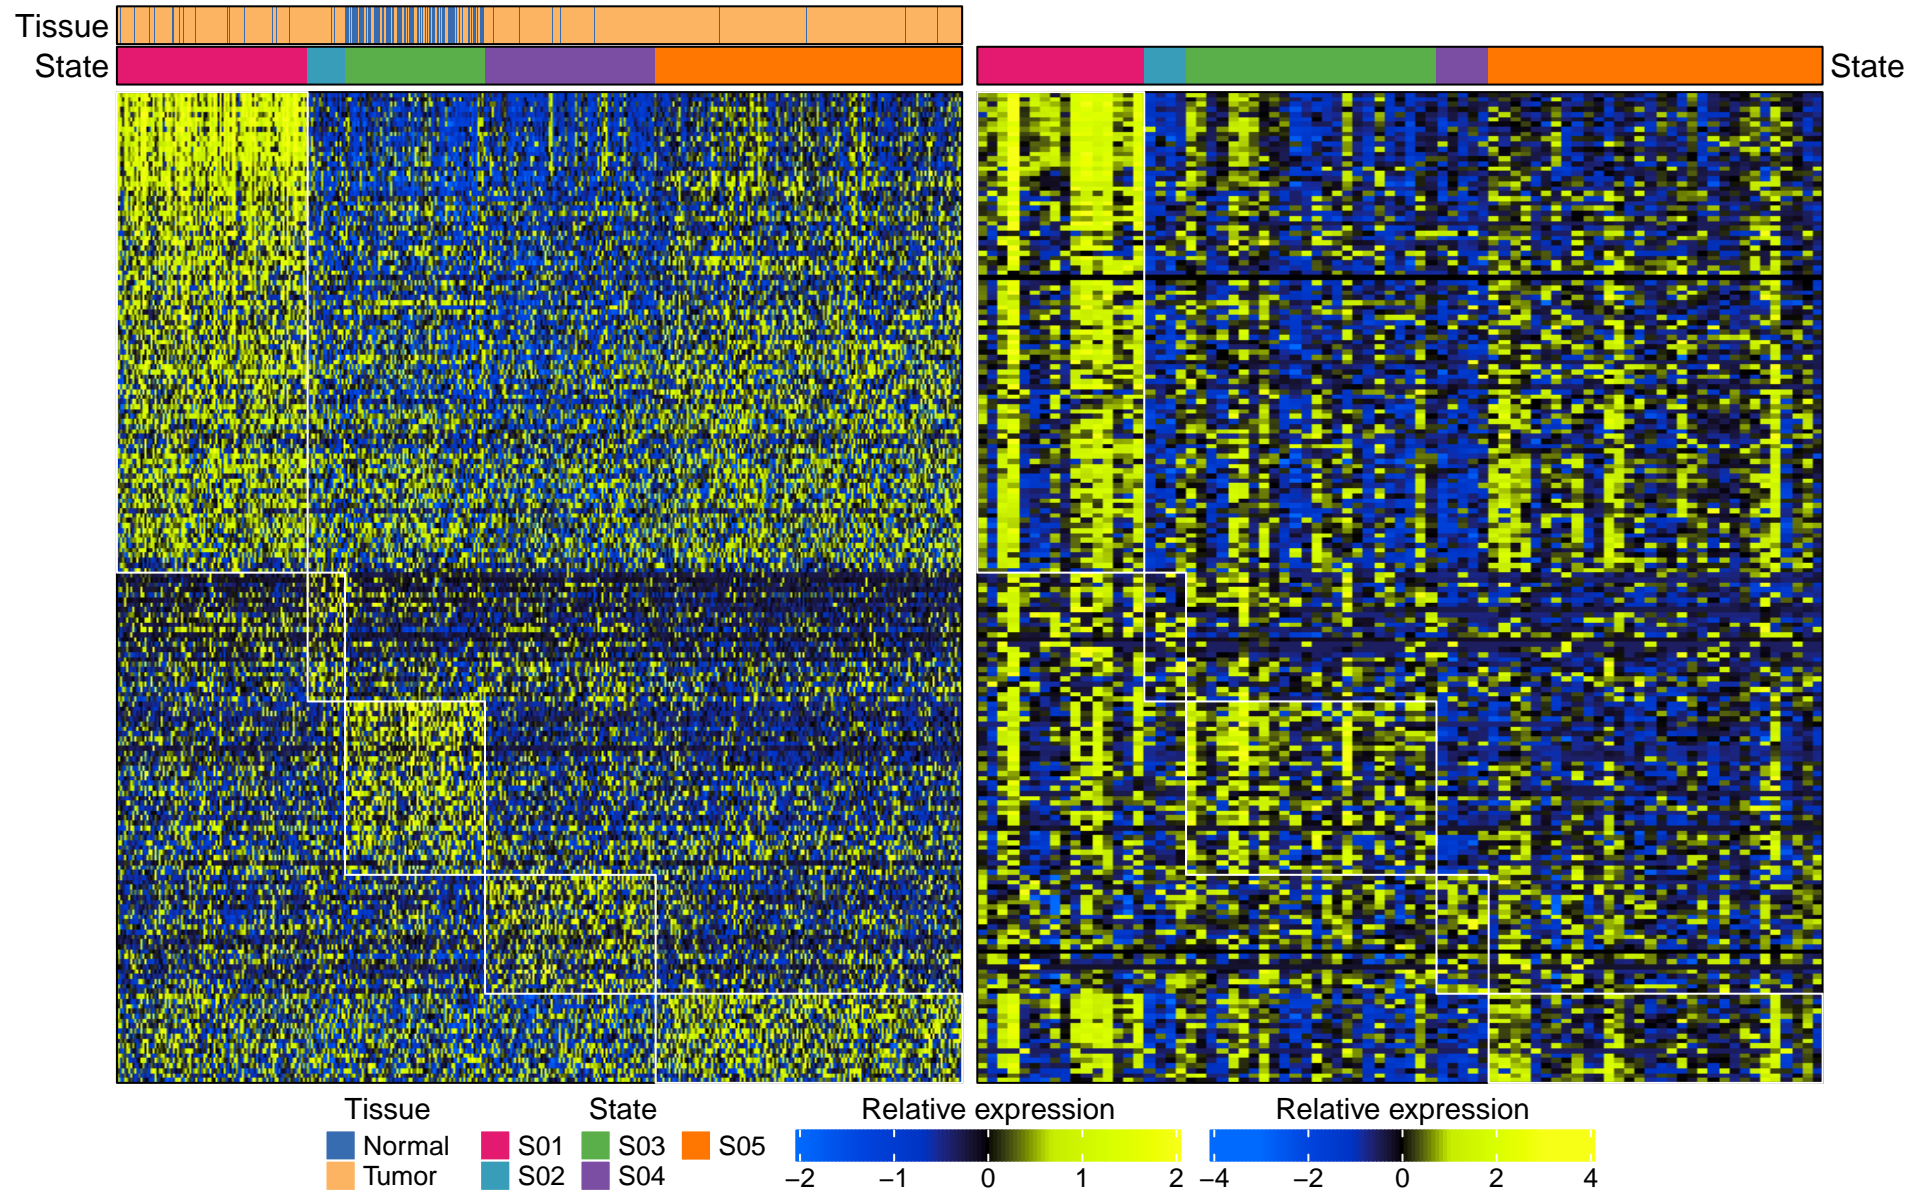 Tissue
State
State
Tissue State Relative expression Relative expression
Normal S01 S03 S05
Tumor S02 S04
−2 −1 0 1 2 −4 −2 0 2 4